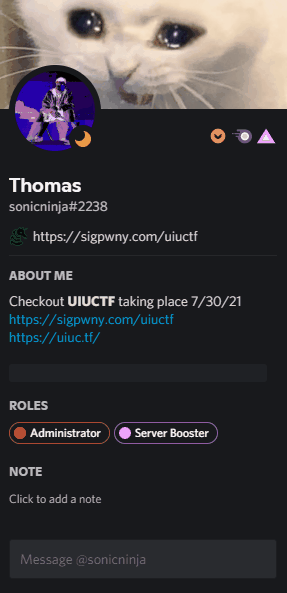 Thomas
sonicninja#2238
https://sigpwny.com/uiuctf
ABOUT ME
Checkout UIUCTF taking place 7/30/21
https://sigpwny.com/uiuctf
https://uiuc.tf/
ROLES
Administrator Server Booster
NOTE
Click to add a note
Message @sonicninja